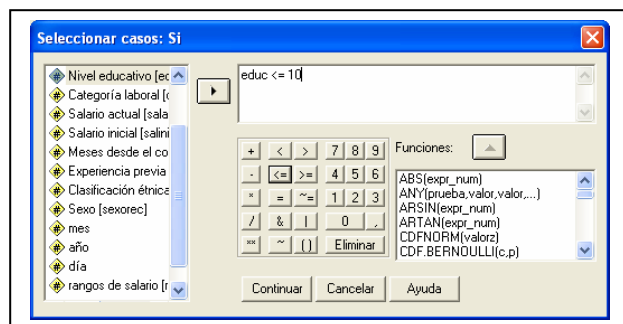 Seleccionar casos: Si
Nivel educativo [ec
Categoría laboral [c
Salario actual [sala
Salario inicial [salini
Meses desde el co
Experiencia previa
Clasificación étnica
Sexo [sexorec]
mes
año
día
rangos de salario [r
educ <= 10
+ < > 7 8 9
- <= >= 4 5 6
* = ~= 1 2 3
/ & | 0 ,
** ~ () Eliminar
Funciones:
ABS(expr_num)
ANY(prueba,valor,valor,...)
ARSIN(expr_num)
ARTAN(expr_num)
CDFNORM(valorz)
CDF.BERNOULLI(c,p)
Continuar Cancelar Ayuda